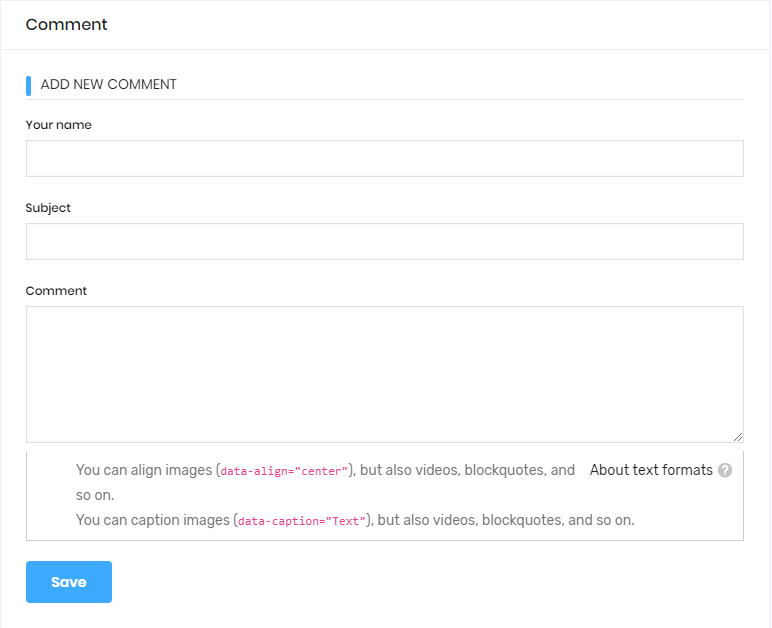 Comment
ADD NEW COMMENT
Your name
Subject
Comment
You can align images (data-align="center"), but also videos, blockquotes, and
so on.
About text formats ?
You can caption images (data-caption="Text"), but also videos, blockquotes, and so on.
Save